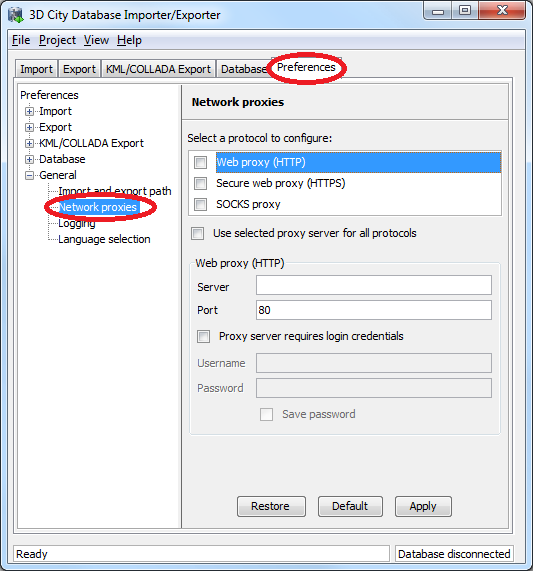 3D City Database Importer/Exporter
File Project View Help
Import Export KML/COLLADA Export Database Preferences
Preferences
Import
Export
KML/COLLADA Export
Database
General
Import and export path
Network proxies
Logging
Language selection
Network proxies
Select a protocol to configure:
Web proxy (HTTP)
Secure web proxy (HTTPS)
SOCKS proxy
Use selected proxy server for all protocols
Web proxy (HTTP)
Server
Port 80
Proxy server requires login credentials
Username
Password
Save password
Restore Default Apply
Ready Database disconnected